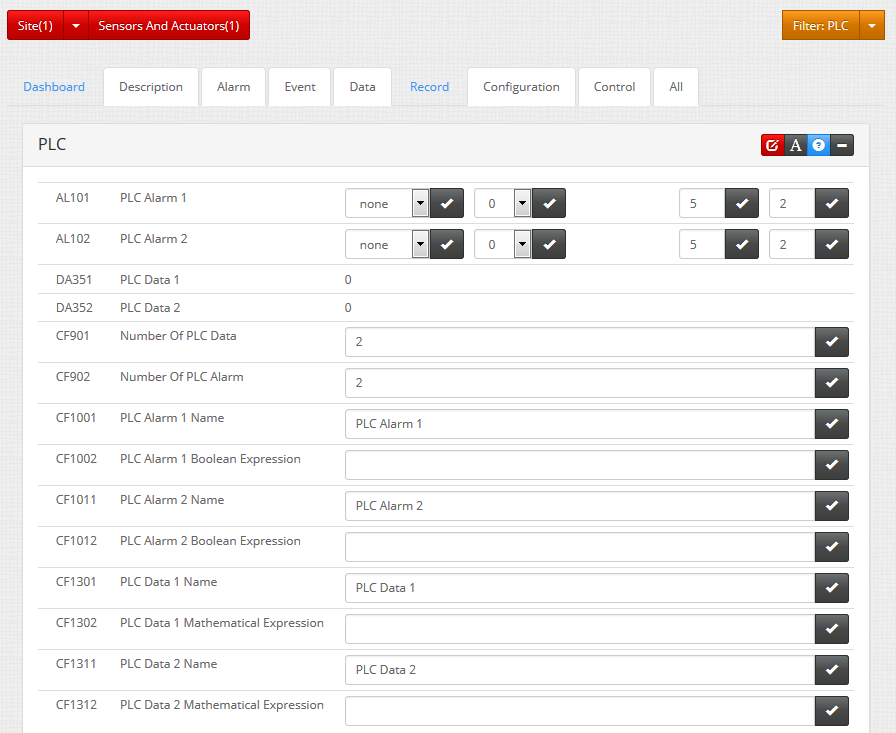 Site(1) Sensors And Actuators(1) Filter: PLC
Dashboard Description Alarm Event Data Record Configuration Control All
PLC A ?
AL101 PLC Alarm 1 none 0 5 2
AL102 PLC Alarm 2 none 0 5 2
DA351 PLC Data 1 0
DA352 PLC Data 2 0
CF901 Number Of PLC Data 2
CF902 Number Of PLC Alarm 2
CF1001 PLC Alarm 1 Name PLC Alarm 1
CF1002 PLC Alarm 1 Boolean Expression
CF1011 PLC Alarm 2 Name PLC Alarm 2
CF1012 PLC Alarm 2 Boolean Expression
CF1301 PLC Data 1 Name PLC Data 1
CF1302 PLC Data 1 Mathematical Expression
CF1311 PLC Data 2 Name PLC Data 2
CF1312 PLC Data 2 Mathematical Expression